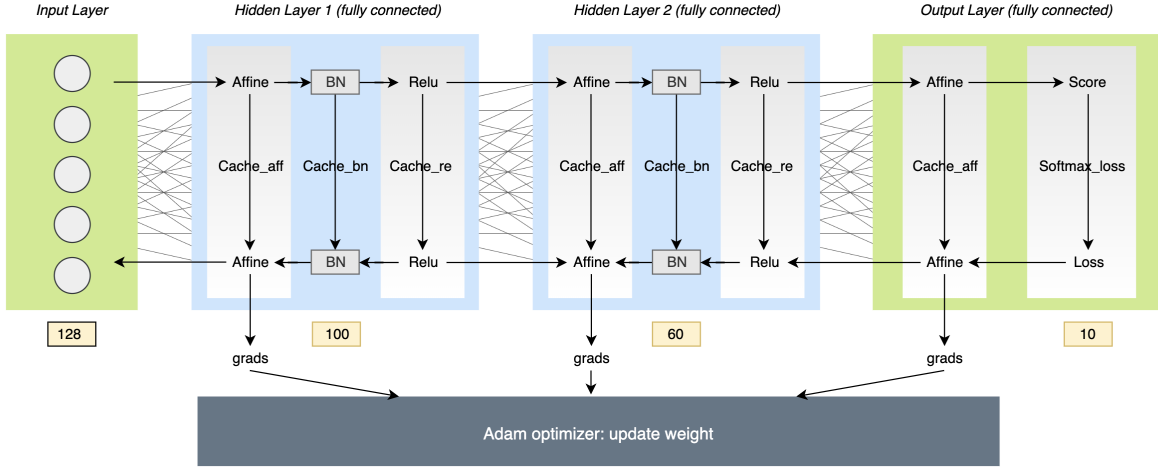 Input Layer
Hidden Layer 1 (fully connected)
Hidden Layer 2 (fully connected)
Output Layer (fully connected)
Affine
BN
Relu
Affine
BN
Relu
Affine
Score
Cache_aff
Cache_bn
Cache_re
Cache_aff
Cache_bn
Cache_re
Cache_aff
Softmax_loss
Affine
BN
Relu
Affine
BN
Relu
Affine
Loss
128
100
60
10
grads
grads
grads
Adam optimizer: update weight